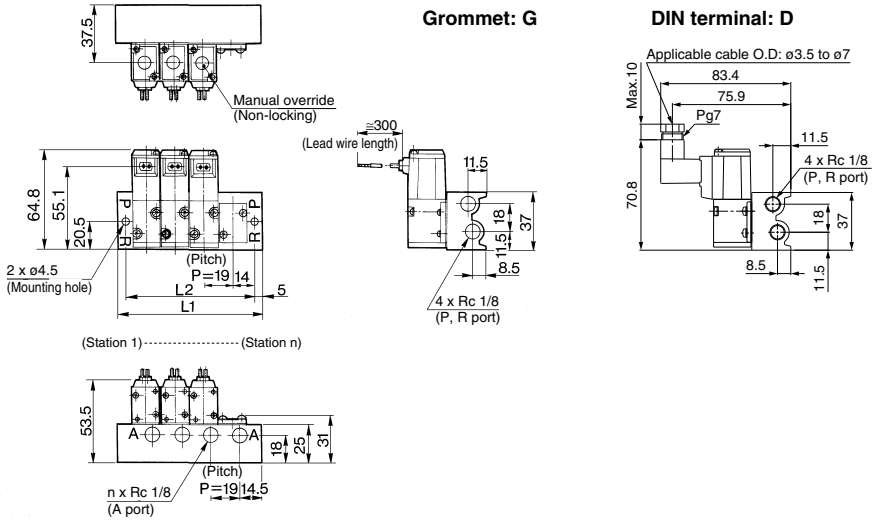 Grommet: G
DIN terminal: D
37.5
Manual override
(Non-locking)
64.8
55.1
20.5
P
R
P
R
(Pitch)
P=19
14
2 x ø4.5
(Mounting hole)
L2
5
L1
≅300
(Lead wire length)
11.5
18
37
11.5
8.5
4 x Rc 1/8
(P, R port)
Applicable cable O.D: ø3.5 to ø7
83.4
75.9
Max.10
Pg7
11.5
4 x Rc 1/8
(P, R port)
70.8
18
37
8.5
11.5
(Station 1)
(Station n)
53.5
A
A
18
25
31
(Pitch)
P=19
14.5
n x Rc 1/8
(A port)